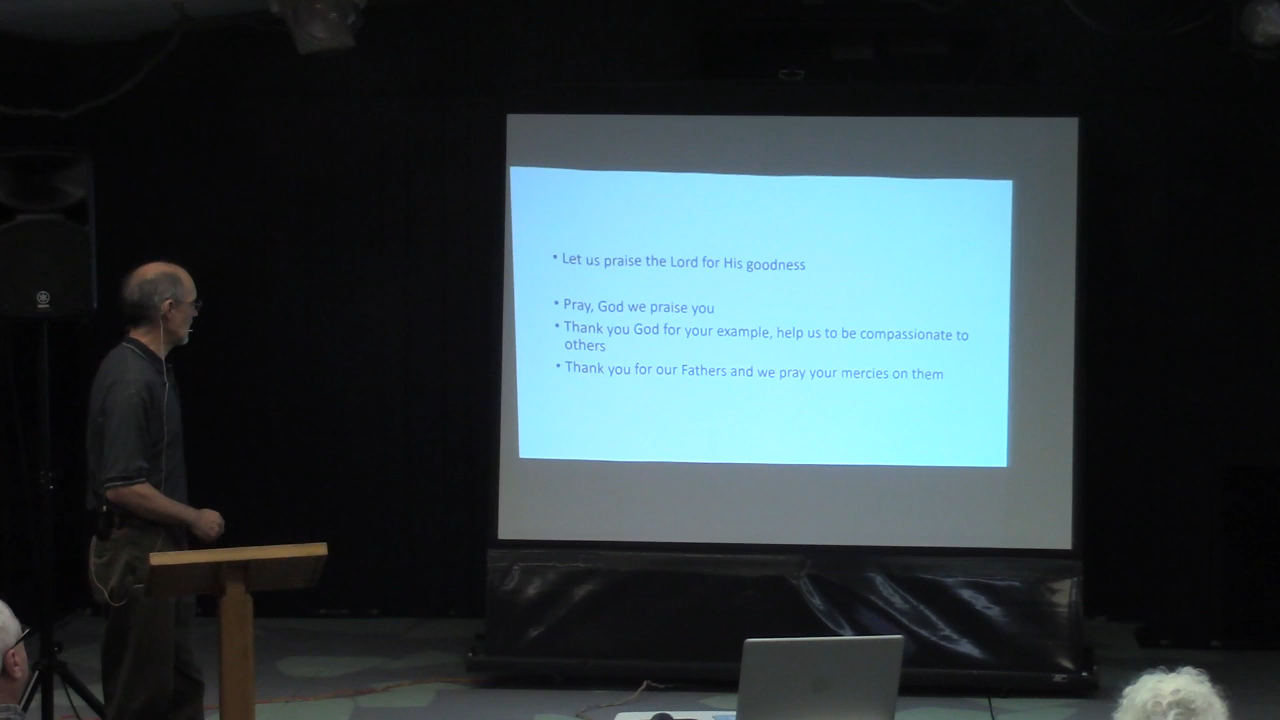 • Let us praise the Lord for His goodness
• Pray, God we praise you
• Thank you God for your example, help us to be compassionate to
others
• Thank you for our Fathers and we pray your mercies on them